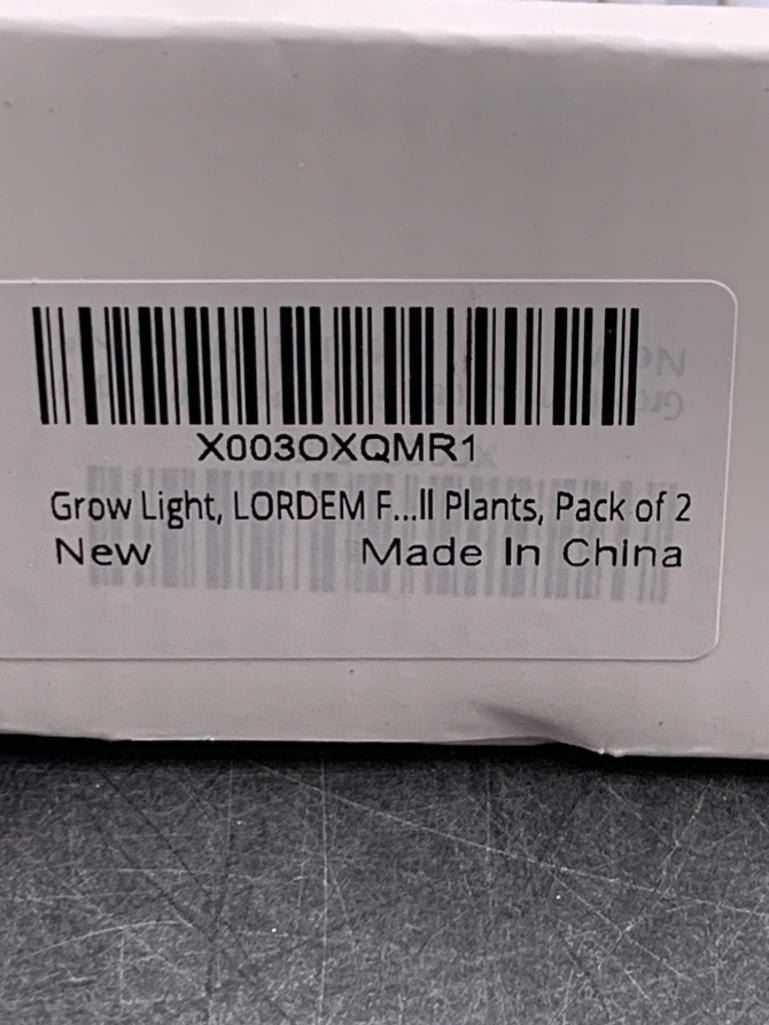 X003OXQMR1
Grow Light, LORDEM F...ll Plants, Pack of 2
New Made In China